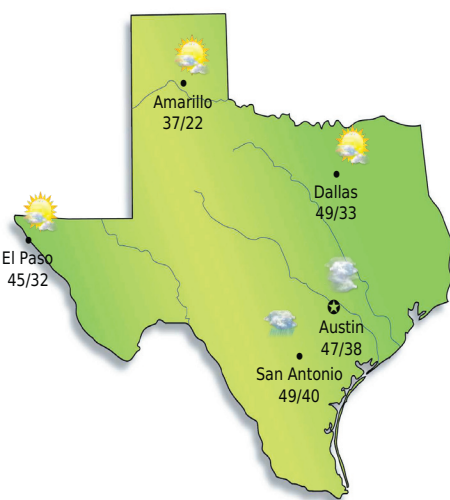 Amarillo
37/22
Dallas
49/33
El Paso
45/32
Austin
47/38
San Antonio
49/40